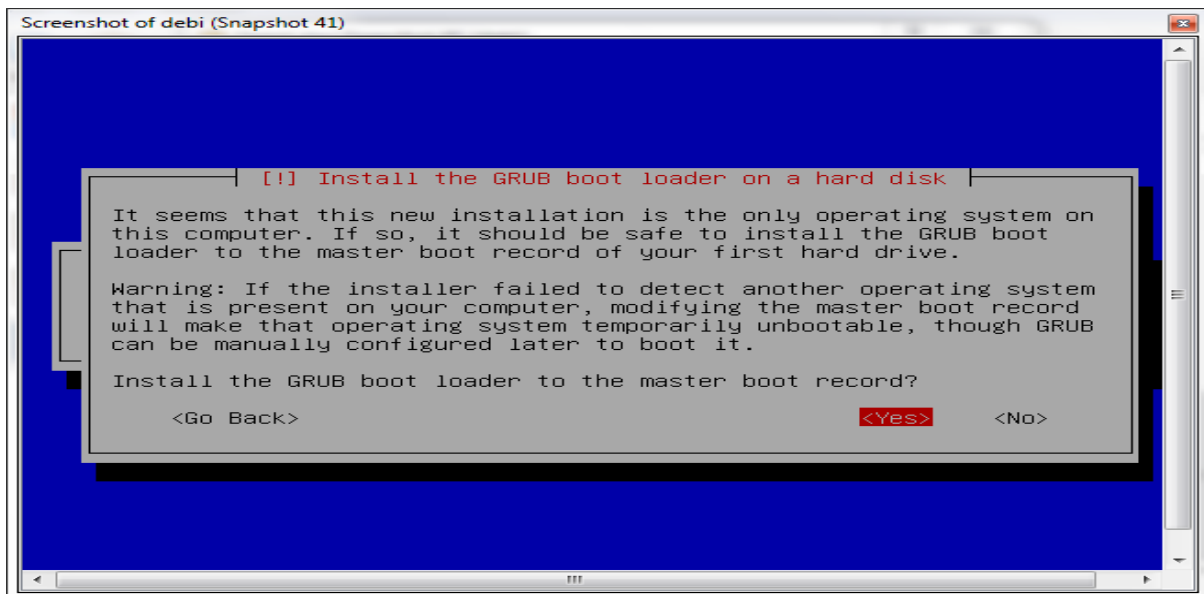 Screenshot of debi (Snapshot 41)
[!] Install the GRUB boot loader on a hard disk
It seems that this new installation is the only operating system on
this computer. If so, it should be safe to install the GRUB boot
loader to the master boot record of your first hard drive.
Warning: If the installer failed to detect another operating system
that is present on your computer, modifying the master boot record
will make that operating system temporarily unbootable, though GRUB
can be manually configured later to boot it.
Install the GRUB boot loader to the master boot record?
<Go Back> <Yes> <No>